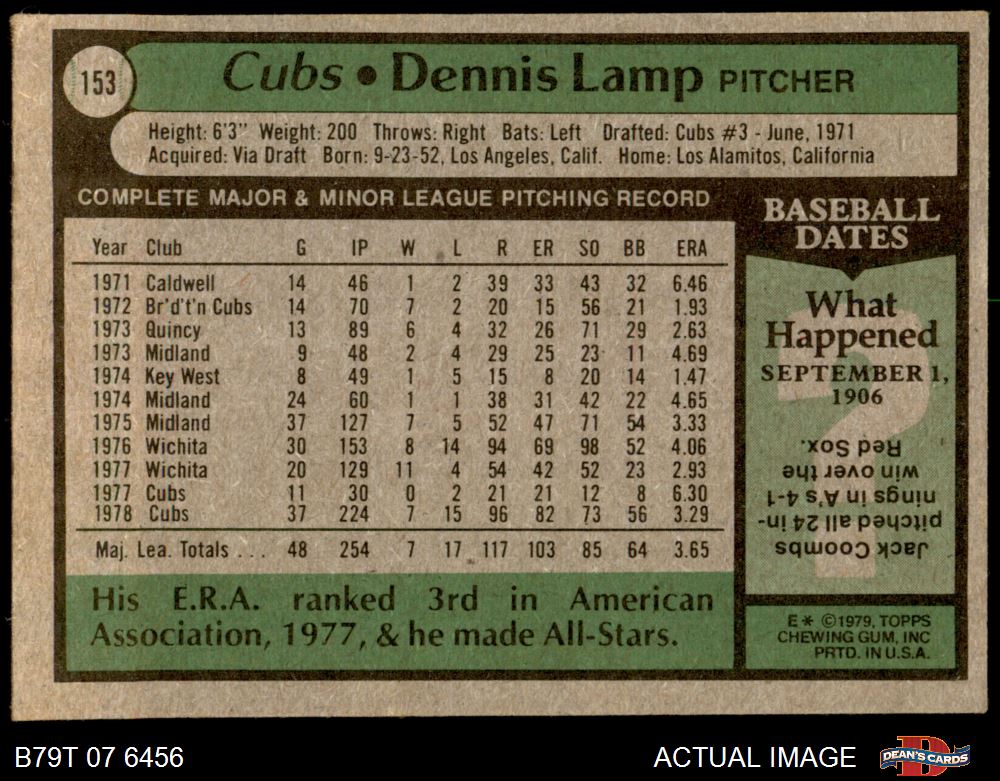 153
Cubs • Dennis Lamp PITCHER
Height: 6'3" Weight: 200 Throws: Right Bats: Left Drafted: Cubs #3 - June, 1971
Acquired: Via Draft Born: 9-23-52, Los Angeles, Calif. Home: Los Alamitos, California
COMPLETE MAJOR & MINOR LEAGUE PITCHING RECORD
Year Club G IP W L R ER SO BB ERA
1971 Caldwell 14 46 1 2 39 33 43 32 6.46
1972 Br'd't'n Cubs 14 70 7 2 20 15 56 21 1.93
1973 Quincy 13 89 6 4 32 26 71 29 2.63
1973 Midland 9 48 2 4 29 25 23 11 4.69
1974 Key West 8 49 1 5 15 8 20 14 1.47
1974 Midland 24 60 1 1 38 31 42 22 4.65
1975 Midland 37 127 7 5 52 47 71 54 3.33
1976 Wichita 30 153 8 14 94 69 98 52 4.06
1977 Wichita 20 129 11 4 54 42 52 23 2.93
1977 Cubs 11 30 0 2 21 21 12 8 6.30
1978 Cubs 37 224 7 15 96 82 73 56 3.29
Maj. Lea. Totals . . . 48 254 7 17 117 103 85 64 3.65
His E.R.A. ranked 3rd in American
Association, 1977, & he made All-Stars.
BASEBALL
DATES
What
Happened
SEPTEMBER 1,
1906
Jack Coombs
pitched all 24 in-
nings in A's 4-1
win over the
Red Sox.
E* ©1979, TOPPS
CHEWING GUM, INC
PRTD. IN U.S.A.
B79T 07 6456
ACTUAL IMAGE
DEAN'S CARDS